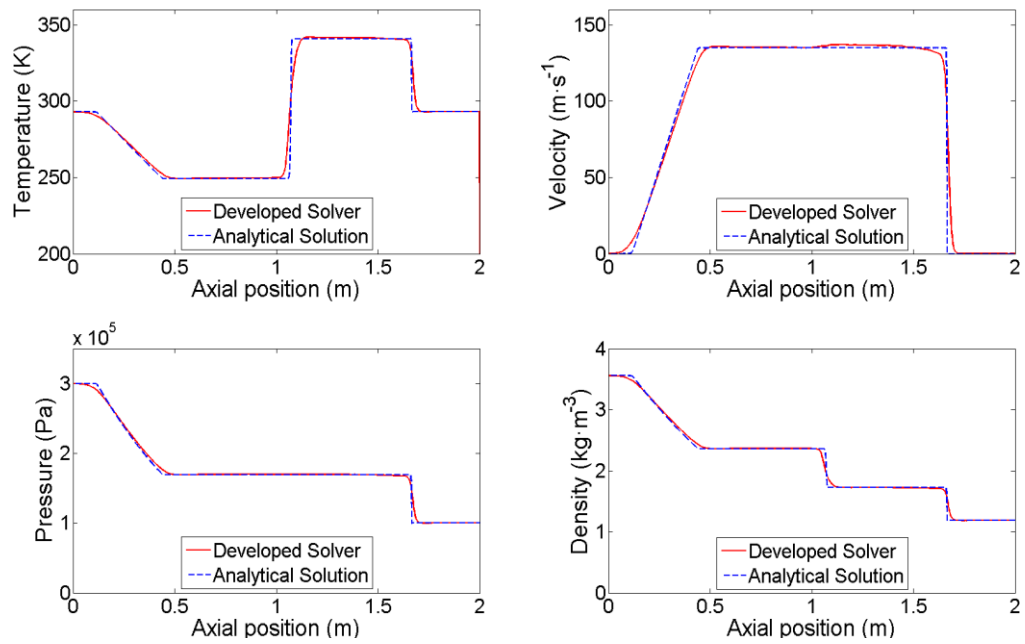 350
300
250
200
Temperature (K)
0 0.5 1 1.5 2
Axial position (m)
Developed Solver
Analytical Solution
150
100
50
0
Velocity (m·s⁻¹)
0 0.5 1 1.5 2
Axial position (m)
Developed Solver
Analytical Solution
x 10⁵
3
2
1
0
Pressure (Pa)
0 0.5 1 1.5 2
Axial position (m)
Developed Solver
Analytical Solution
4
3
2
1
0
Density (kg·m⁻³)
0 0.5 1 1.5 2
Axial position (m)
Developed Solver
Analytical Solution